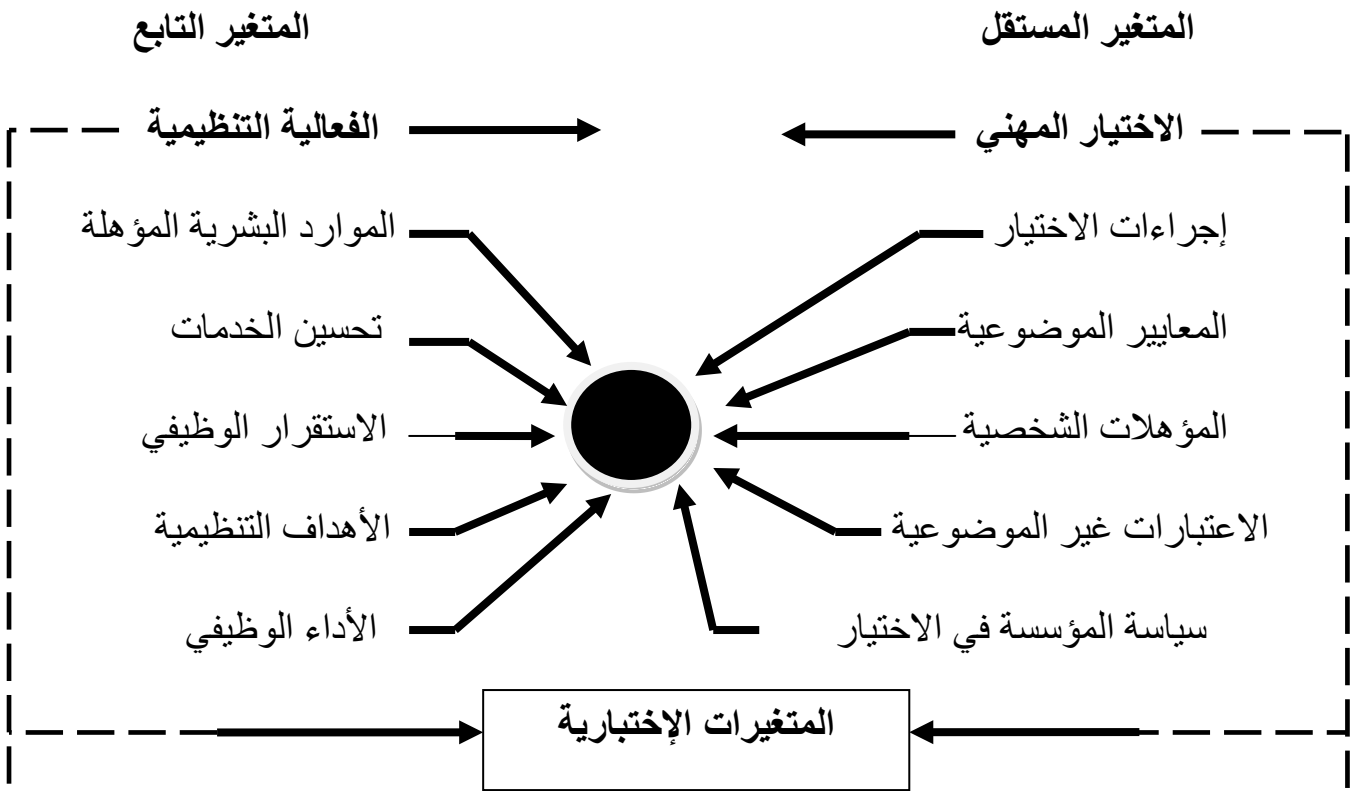 المتغير المستقل
المتغير التابع
الاختيار المهني
الفعالية التنظيمية
إجراءات الاختيار
الموارد البشرية المؤهلة
المعايير الموضوعية
تحسين الخدمات
المؤهلات الشخصية
الاستقرار الوظيفي
الاعتبارات غير الموضوعية
الأهداف التنظيمية
سياسة المؤسسة في الاختيار
الأداء الوظيفي
المتغيرات الإختبارية